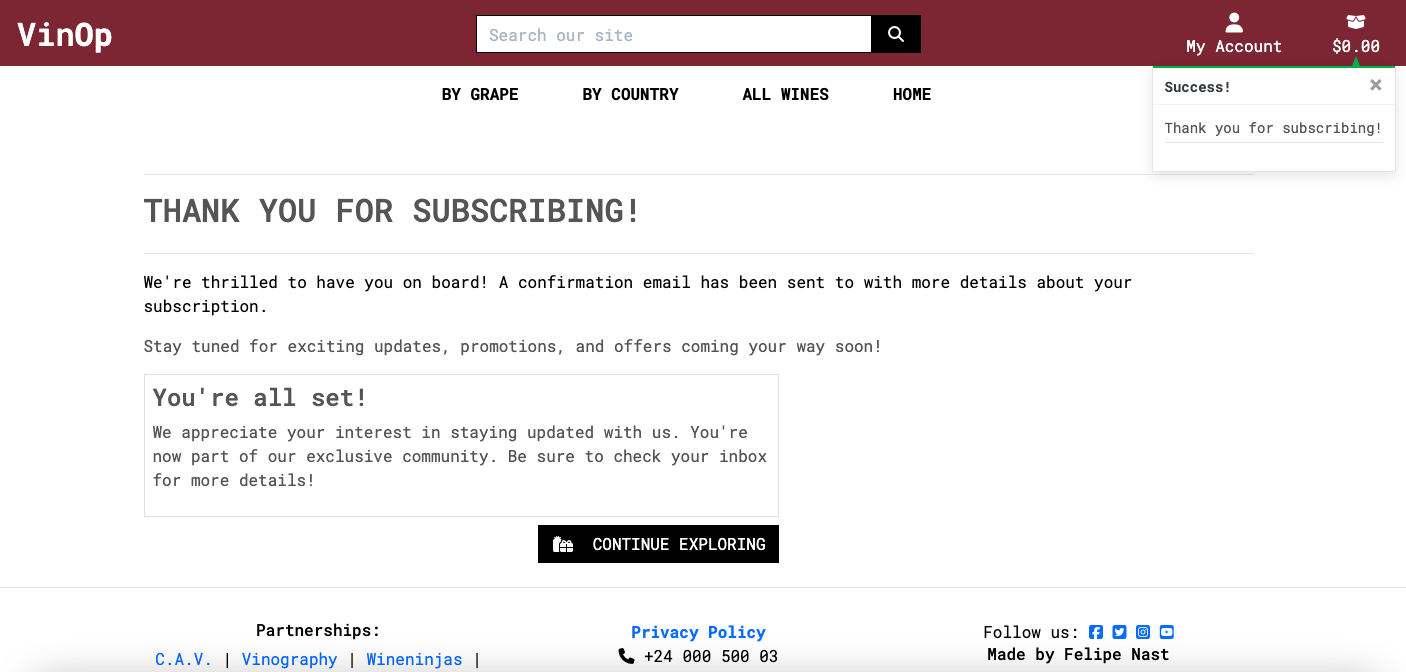 VinOp
Search our site
My Account
$0.00
Success!
×
Thank you for subscribing!
BY GRAPE BY COUNTRY ALL WINES HOME
THANK YOU FOR SUBSCRIBING!
We're thrilled to have you on board! A confirmation email has been sent to with more details about your
subscription.
Stay tuned for exciting updates, promotions, and offers coming your way soon!
You're all set!
We appreciate your interest in staying updated with us. You're
now part of our exclusive community. Be sure to check your inbox
for more details!
CONTINUE EXPLORING
Partnerships:
C.A.V. | Vinography | Wineninjas |
Privacy Policy
+24 000 500 03
Follow us:
Made by Felipe Nast